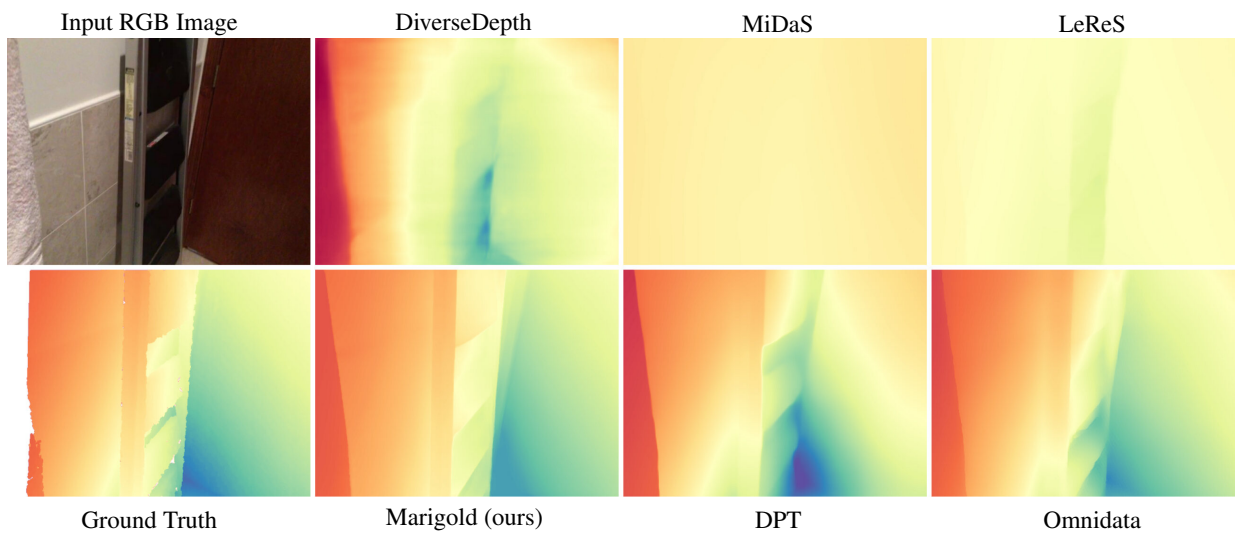 Input RGB Image DiverseDepth MiDaS LeReS
Ground Truth Marigold (ours) DPT Omnidata